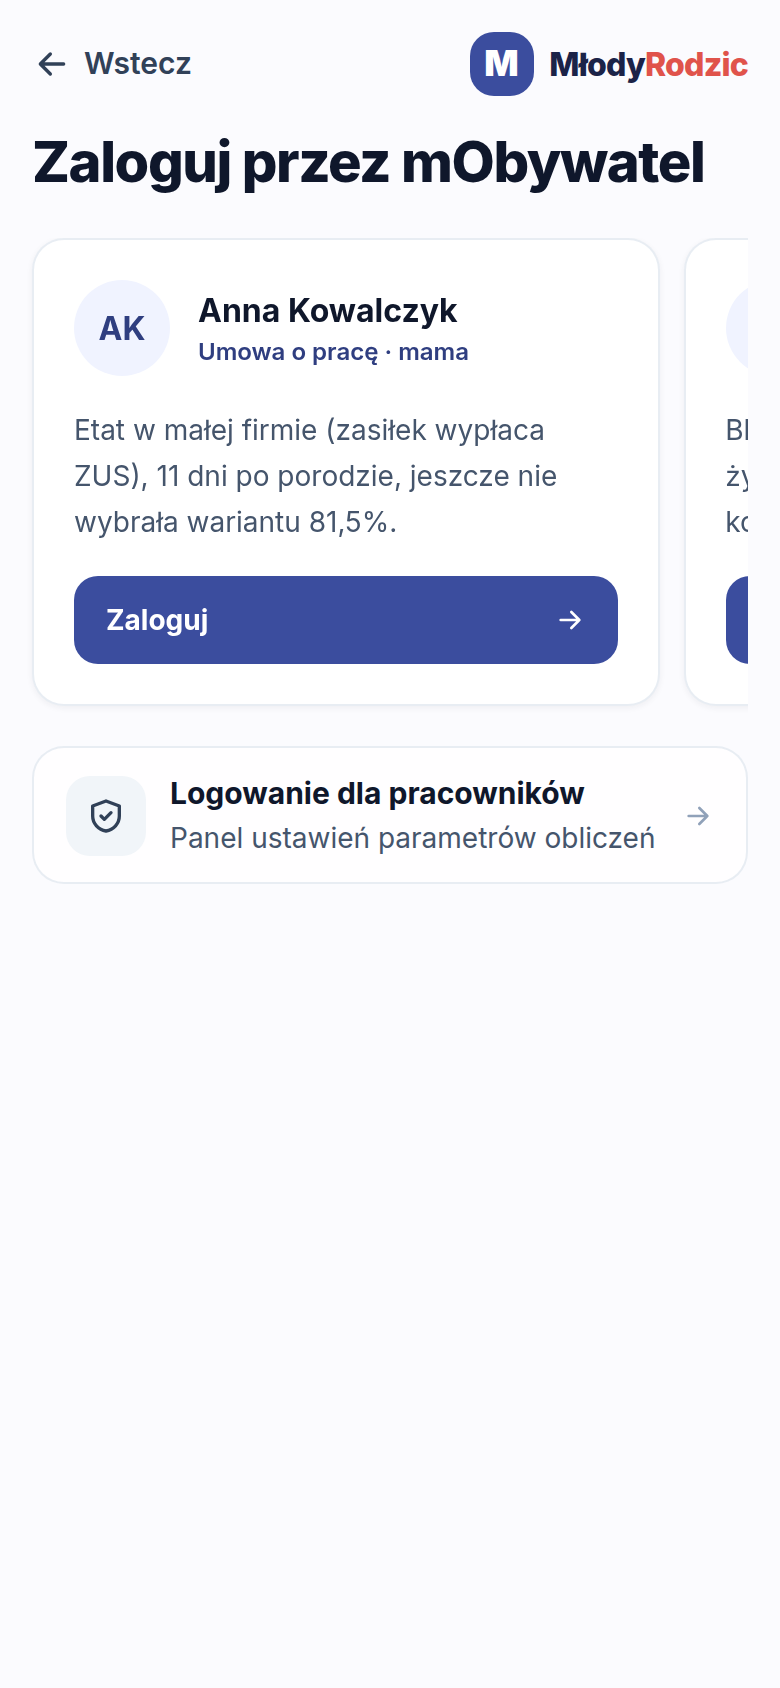 Wstecz
M
MłodyRodzic
Zaloguj przez mObywatel
AK
Anna Kowalczyk
Umowa o pracę · mama
Etat w małej firmie (zasiłek wypłaca
ZUS), 11 dni po porodzie, jeszcze nie
wybrała wariantu 81,5%.
Zaloguj
Logowanie dla pracowników
Panel ustawień parametrów obliczeń